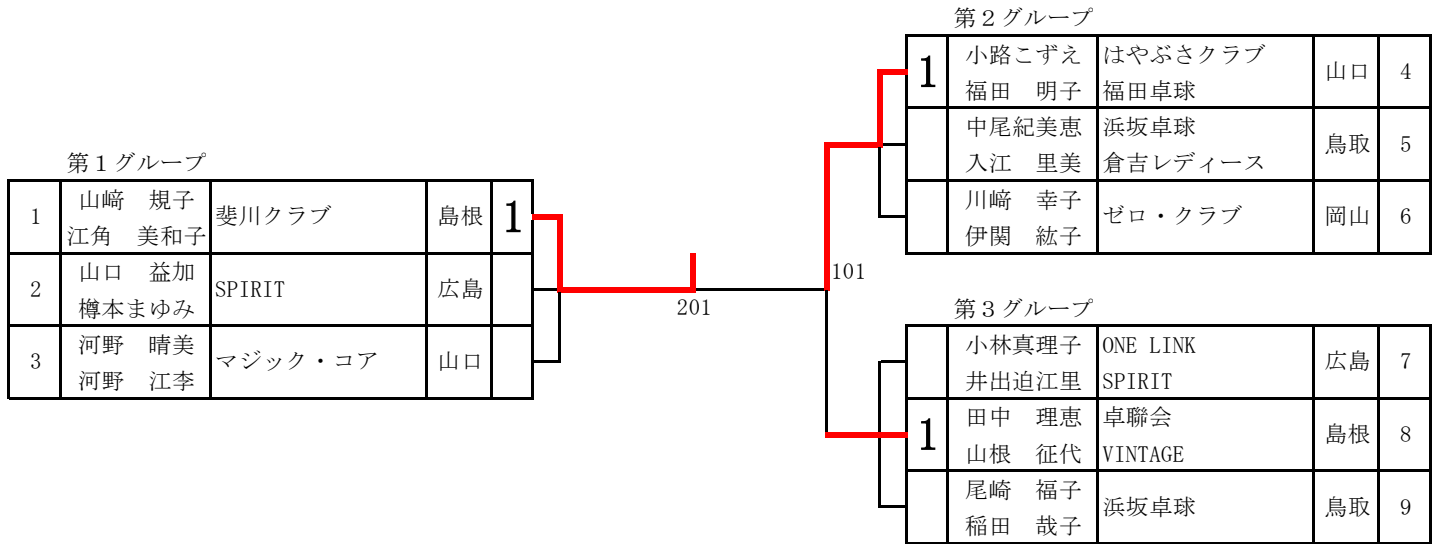 第１グループ
1 山﨑　規子 斐川クラブ 島根 1
江角　美和子
2 山口　益加 SPIRIT 広島
樽本まゆみ
3 河野　晴美 マジック・コア 山口
河野　江李
201
101
第２グループ
1 小路こずえ はやぶさクラブ 山口 4
福田　明子 福田卓球
中尾紀美恵 浜坂卓球 鳥取 5
入江　里美 倉吉レディース
川﨑　幸子 ゼロ・クラブ 岡山 6
伊関　紘子
第３グループ
小林真理子 ONE LINK 広島 7
井出迫江里 SPIRIT
1 田中　理恵 卓聯会 島根 8
山根　征代 VINTAGE
尾崎　福子 浜坂卓球 鳥取 9
稲田　哉子